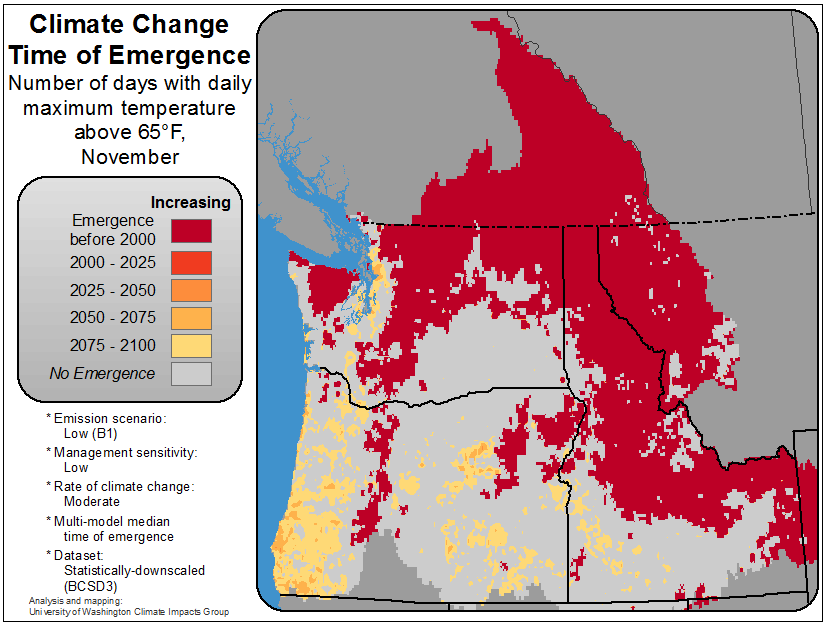 Climate Change
Time of Emergence
Number of days with daily
maximum temperature
above 65°F,
November
Increasing
Emergence
before 2000
2000 - 2025
2025 - 2050
2050 - 2075
2075 - 2100
No Emergence
* Emission scenario:
Low (B1)
* Management sensitivity:
Low
* Rate of climate change:
Moderate
* Multi-model median
time of emergence
* Dataset:
Statistically-downscaled
(BCSD3)
Analysis and mapping:
University of Washington Climate Impacts Group